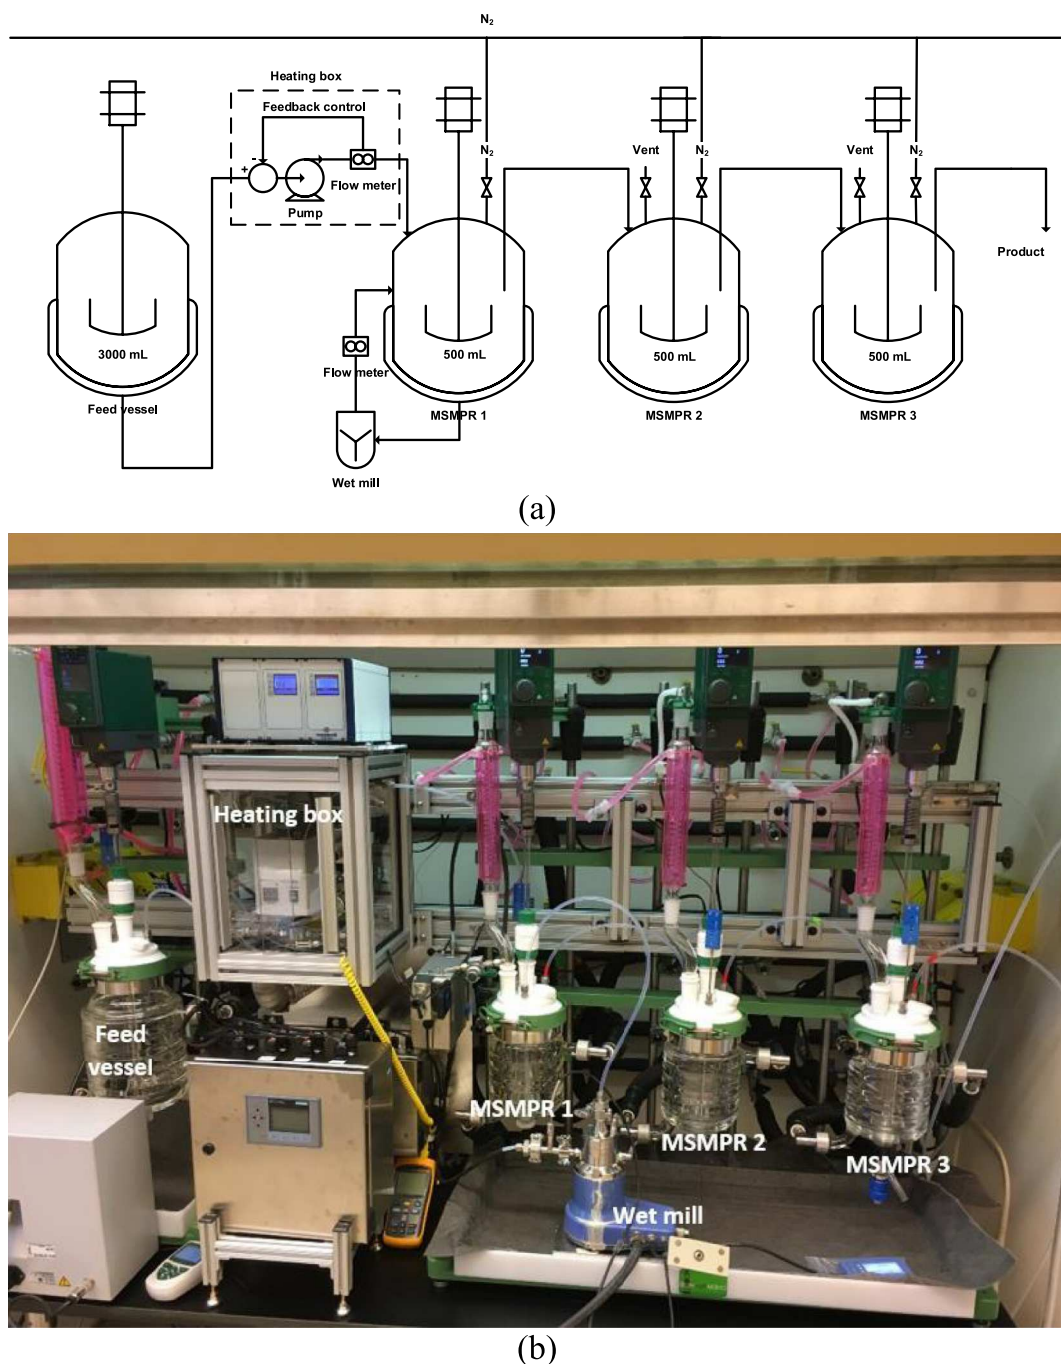 N2
Heating box
Feedback control
-
+
Flow meter
Pump
N2
Vent
N2
Vent
N2
Product
3000 mL
Feed vessel
Flow meter
500 mL
MSMPR 1
500 mL
MSMPR 2
500 mL
MSMPR 3
Wet mill
(a)
Heating box
Feed
vessel
MSMPR 1
MSMPR 2
MSMPR 3
Wet mill
(b)